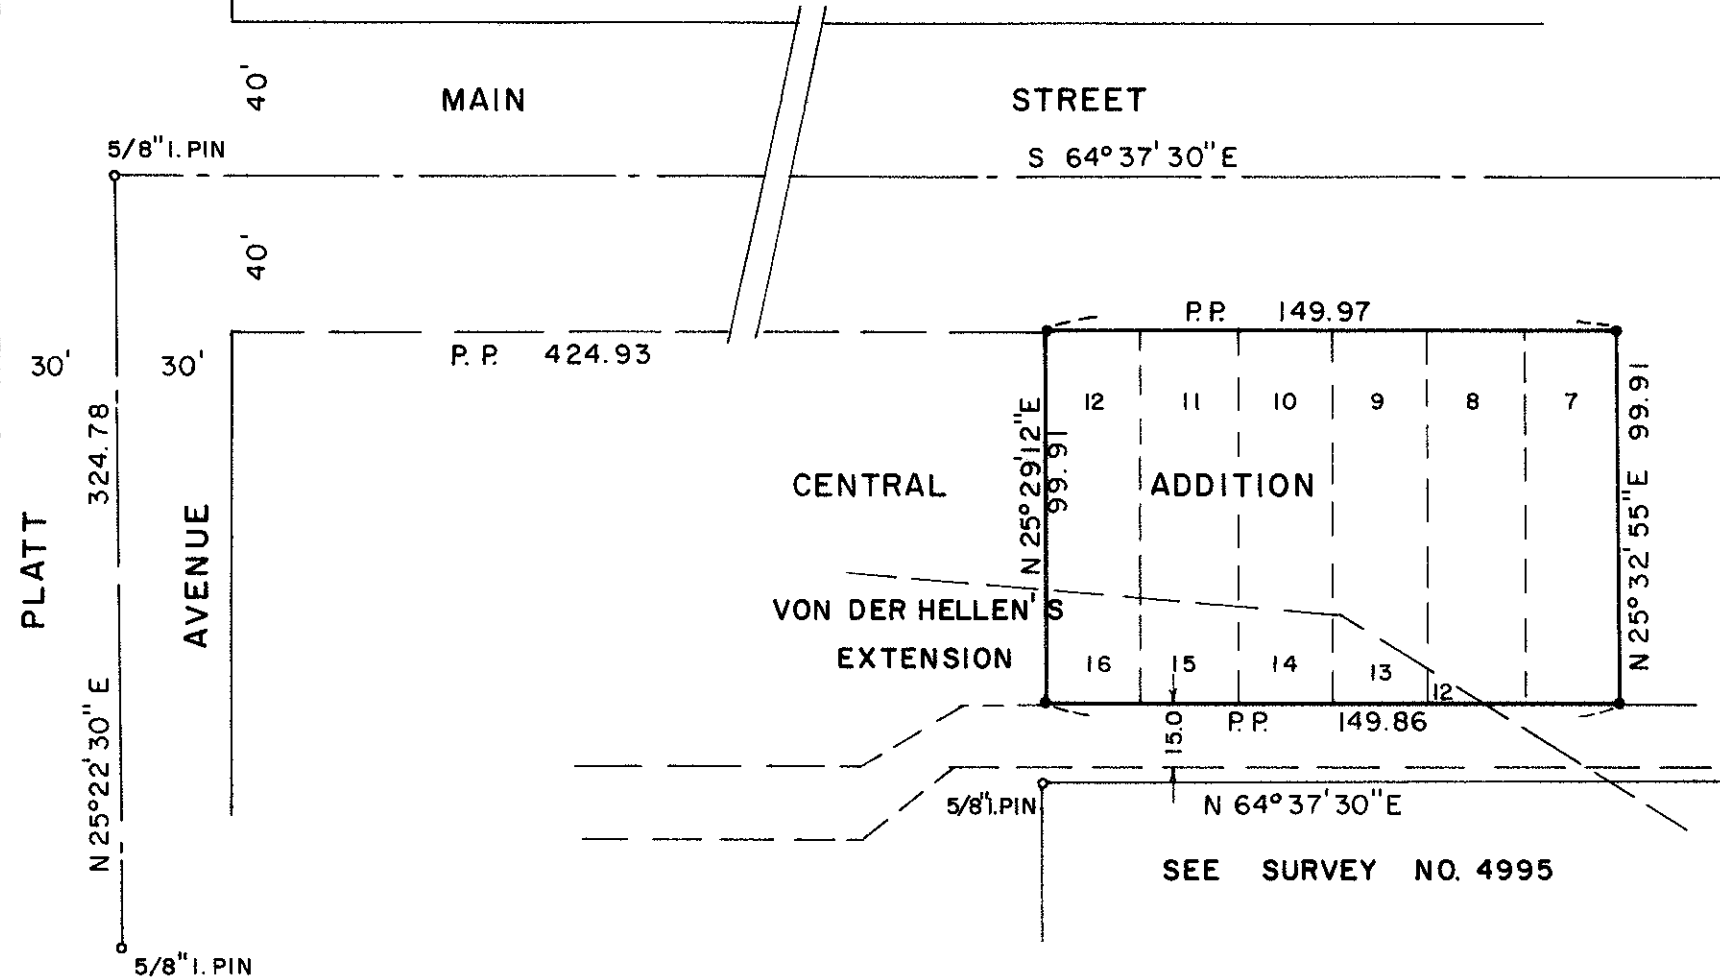 40'
MAIN STREET
5/8" I. PIN
S 64° 37' 30" E
40'
P. P. 149.97
P. P. 424.93
30' 30'
12 11 10 9 8 7
324.78
N 25° 29' 12" E
99.91
N 25° 32' 55" E 99.91
CENTRAL ADDITION
PLATT
AVENUE
VON DER HELLEN'S
EXTENSION
16 15 14 13 12
15.0
P. P. 149.86
N 25° 22' 30" E
5/8" I. PIN
N 64° 37' 30" E
SEE SURVEY NO. 4995
5/8" I. PIN